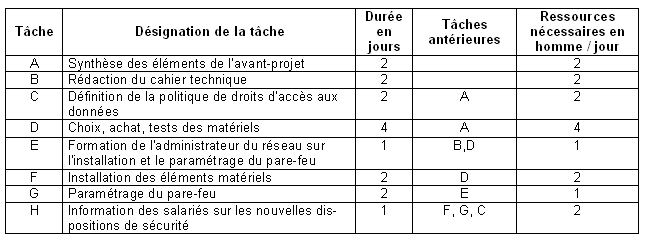 Tâche Désignation de la tâche Durée en jours Tâches antérieures Ressources nécessaires en homme / jour
A Synthèse des éléments de l'avant-projet 2 2
B Rédaction du cahier technique 2 2
C Définition de la politique de droits d'accès aux données 2 A 2
D Choix, achat, tests des matériels 4 A 4
E Formation de l'administrateur du réseau sur l'installation et le paramétrage du pare-feu 1 B,D 1
F Installation des éléments matériels 2 D 2
G Paramétrage du pare-feu 2 E 1
H Information des salariés sur les nouvelles dis-positions de sécurité 1 F, G, C 2